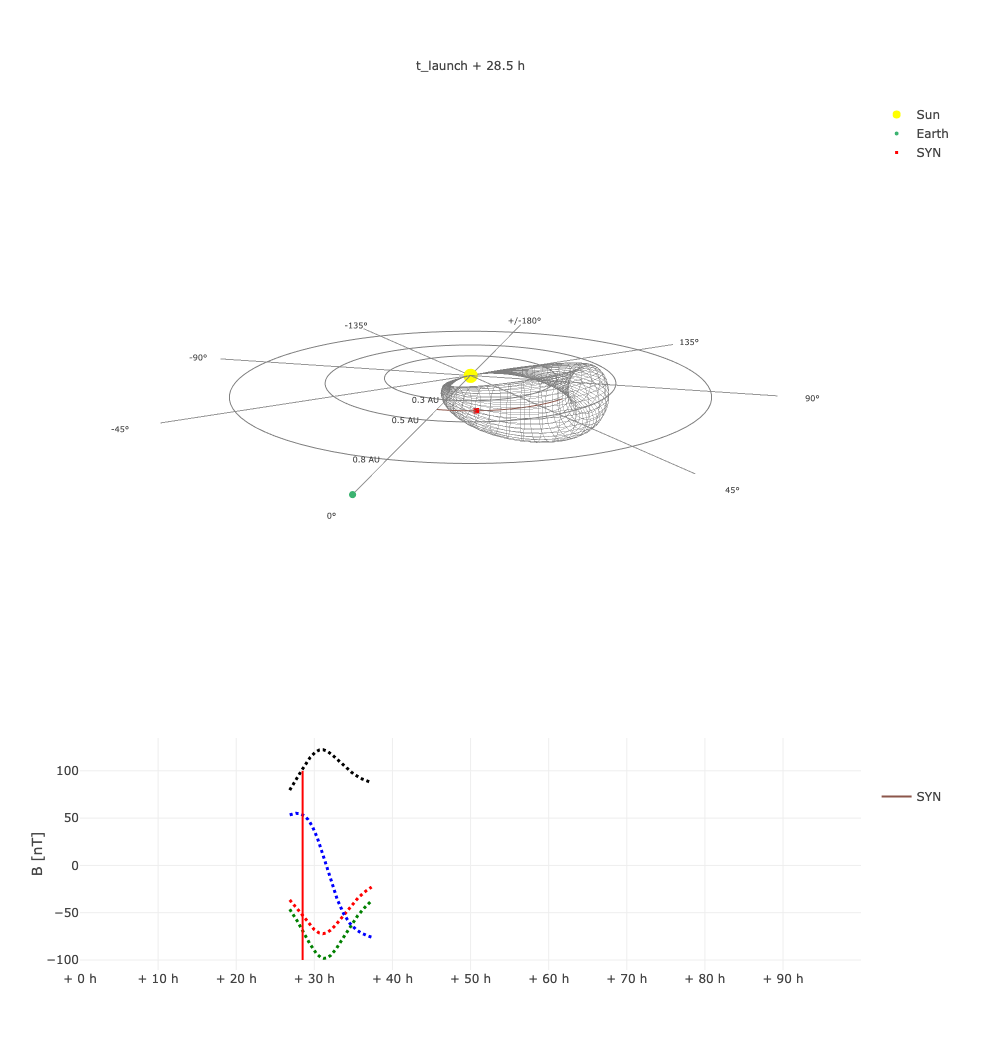 t_launch + 28.5 h
Sun
Earth
SYN
+/-180°
-135°
135°
-90°
90°
0.3 AU
0.5 AU
-45°
0.8 AU
45°
0°
100
50
0
−50
−100
B [nT]
SYN
+ 0 h
+ 10 h
+ 20 h
+ 30 h
+ 40 h
+ 50 h
+ 60 h
+ 70 h
+ 80 h
+ 90 h